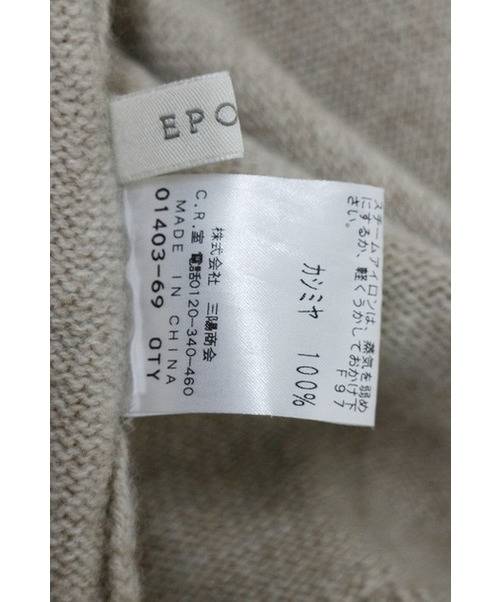 EPO
スチームアイロンは、蒸気を弱め
にするか、軽くうかしておかけ下
さい。
F97
カシミヤ 100%
株式会社 三陽商会
C.R.室 電話0120-340-460
MADE IN CHINA
01403-69 OTY